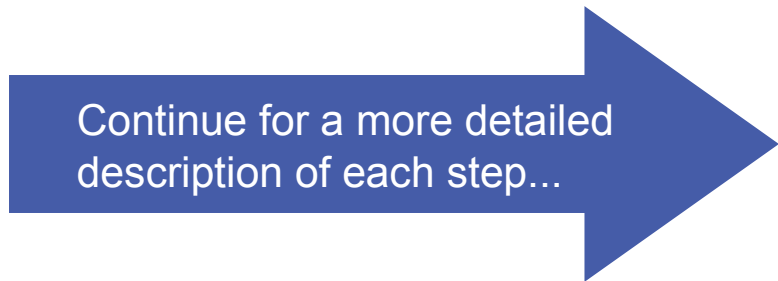 Continue for a more detailed
description of each step...